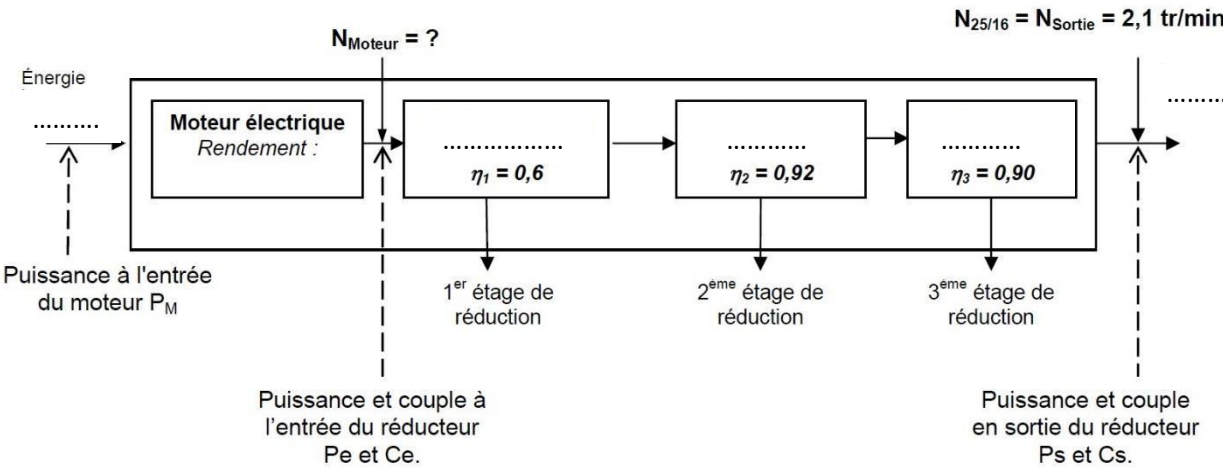 N25/16 = NSortie = 2,1 tr/min
NMoteur = ?
Énergie
..........
Moteur électrique
Rendement :
..................
η1 = 0,6
............
η2 = 0,92
............
η3 = 0,90
.........
Puissance à l'entrée
du moteur PM
1er étage de
réduction
2ème étage de
réduction
3ème étage de
réduction
Puissance et couple à
l'entrée du réducteur
Pe et Ce.
Puissance et couple
en sortie du réducteur
Ps et Cs.